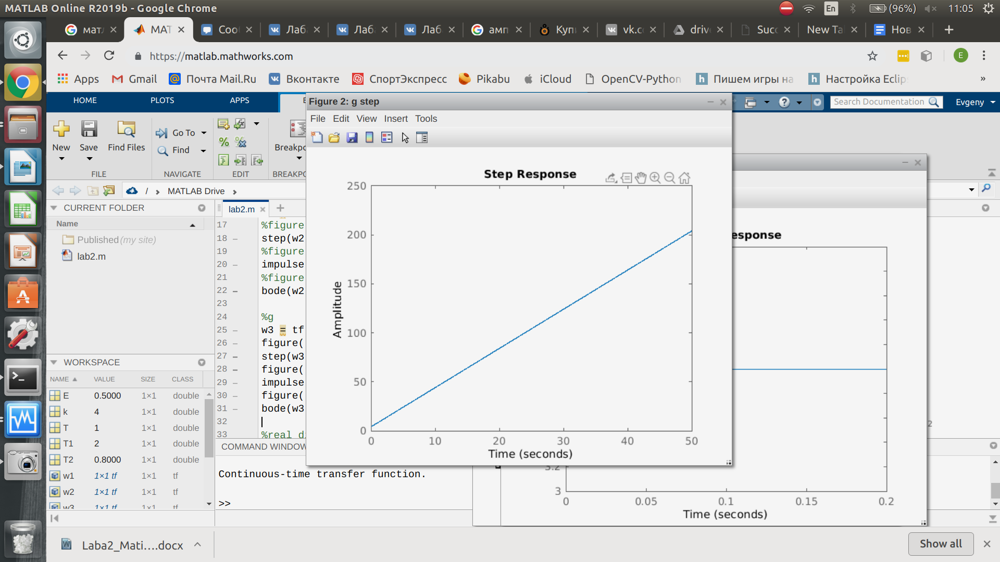 MATLAB Online R2019b - Google Chrome
En (96%) 11:05
мат MAT Coo Лаб Лаб Лаб амп Купи vk.c drive Succ New Ta Нов
https://matlab.mathworks.com E
Apps Gmail Почта Mail.Ru Вконтакте СпортЭкспресс Pikabu iCloud OpenCV-Python Пишем игры на Настройка Eclip »
HOME PLOTS APPS
Search Documentation Evgeny
Figure 2: g step
File Edit View Insert Tools
New Save Find Files
Go To
Find
Breakpo
FILE NAVIGATE EDIT BREAKPO
/ MATLAB Drive
CURRENT FOLDER
Name
Published (my site)
lab2.m
lab2.m
17 %figure
18 – step(w2
19 %figure
20 – impulse
21 %figure
22 – bode(w2
23
24 %g
25 – w3 = tf
26 – figure(
27 – step(w3
28 – figure(
29 – impulse
30 – figure(
31 – bode(w3
32
33 %real d
WORKSPACE
NAME VALUE SIZE CLASS
E 0.5000 1×1 double
k 4 1×1 double
T 1 1×1 double
T1 2 1×1 double
T2 0.8000 1×1 double
w1 1×1 tf 1×1 tf
w2 1×1 tf 1×1 tf
w3 1×1 tf 1×1 tf
COMMAND WINDOW
Continuous-time transfer function.
>>
Step Response
Amplitude
250
200
150
100
50
0
0 10 20 30 40 50
Time (seconds)
esponse
2
3.2
3
0 0.05 0.1 0.15 0.2
Time (seconds)
Laba2_Mati....docx
Show all